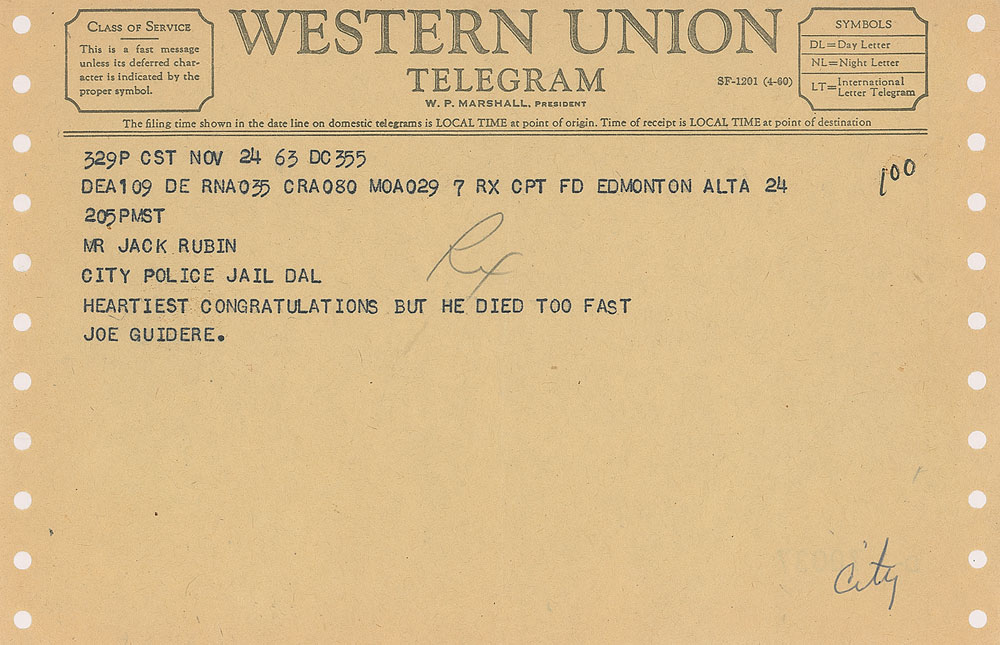 CLASS OF SERVICE
This is a fast message
unless its deferred char-
acter is indicated by the
proper symbol.
WESTERN UNION
TELEGRAM
W. P. MARSHALL, PRESIDENT
SF-1201 (4-60)
SYMBOLS
DL=Day Letter
NL=Night Letter
LT=International Letter Telegram
The filing time shown in the date line on domestic telegrams is LOCAL TIME at point of origin. Time of receipt is LOCAL TIME at point of destination
329P CST NOV 24 63 DC355
DEA109 DE RNA035 CRA080 MOA029 7 RX CPT FD EDMONTON ALTA 24
1.00
205PMST
MR JACK RUBIN
CITY POLICE JAIL DAL
Rx
HEARTIEST CONGRATULATIONS BUT HE DIED TOO FAST
JOE GUIDERE.
City